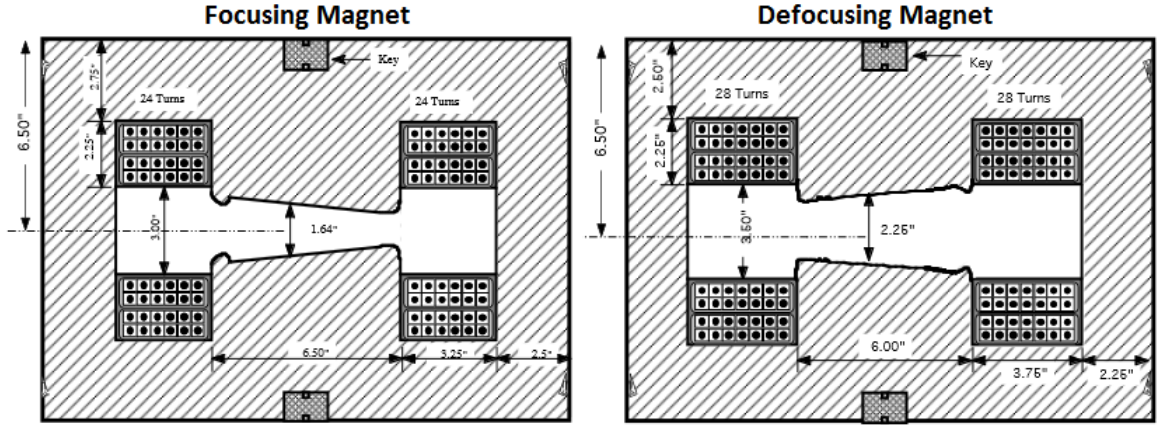 Focusing Magnet
Defocusing Magnet
6.50"
2.75"
Key
24 Turns
24 Turns
2.25"
3.00"
1.64"
6.50"
3.25"
2.5"
6.50"
2.50"
Key
28 Turns
28 Turns
2.25"
3.50"
2.25"
6.00"
3.75"
2.25"